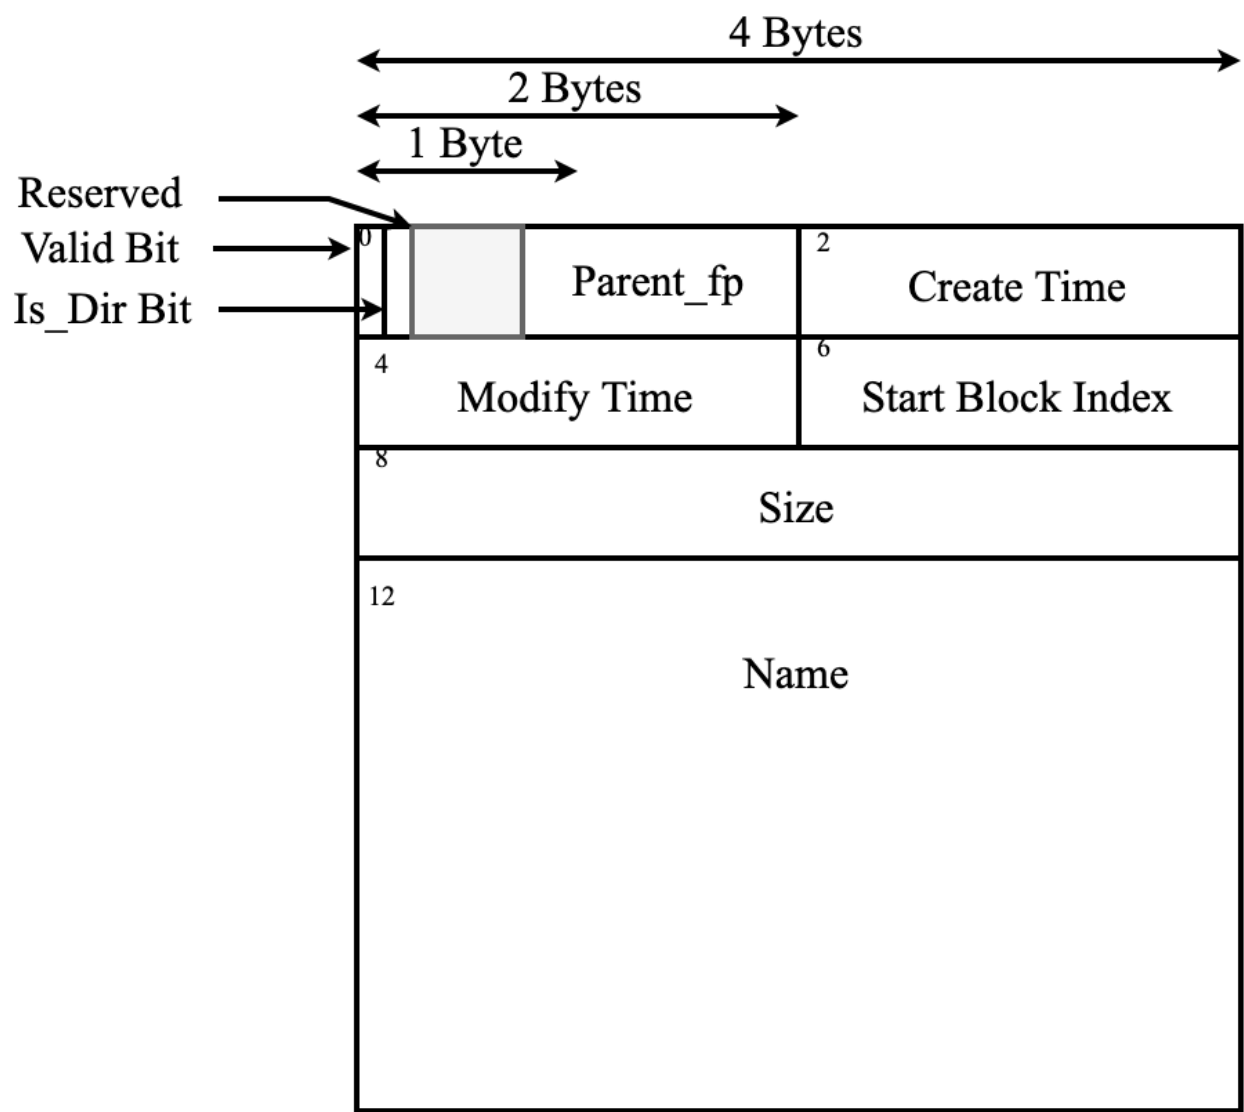 4 Bytes
2 Bytes
1 Byte
Reserved
Valid Bit
Is_Dir Bit
0
Parent_fp
2
Create Time
4
Modify Time
6
Start Block Index
8
Size
12
Name